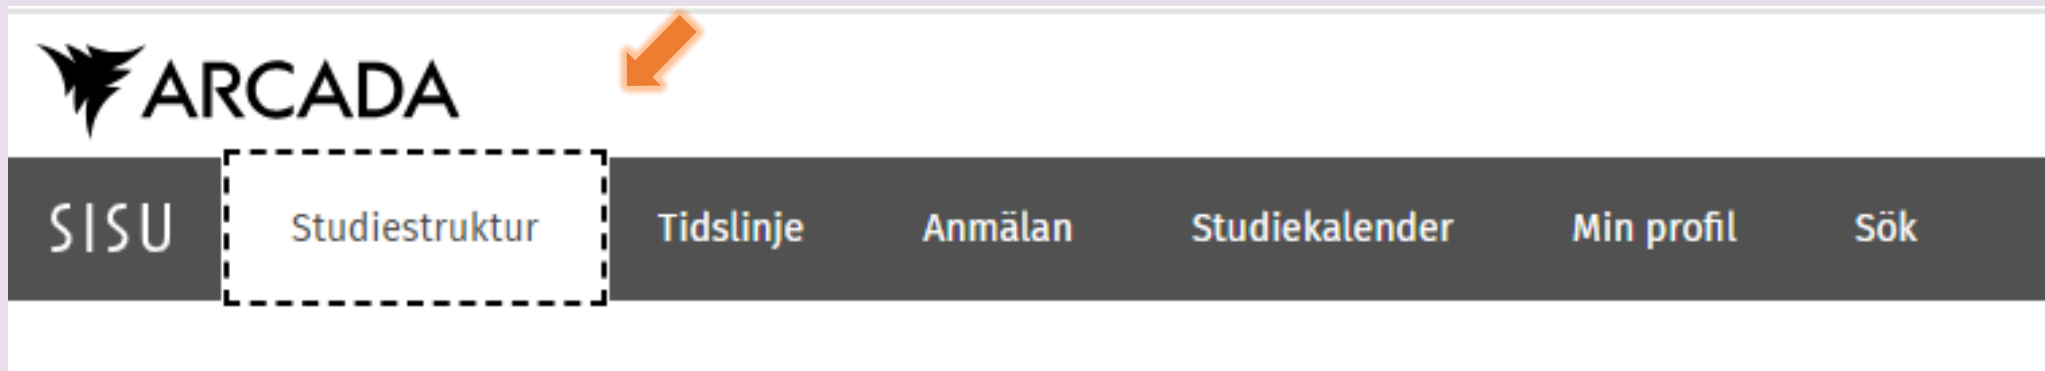 ARCADA
SISU Studiestruktur Tidslinje Anmälan Studiekalender Min profil Sök